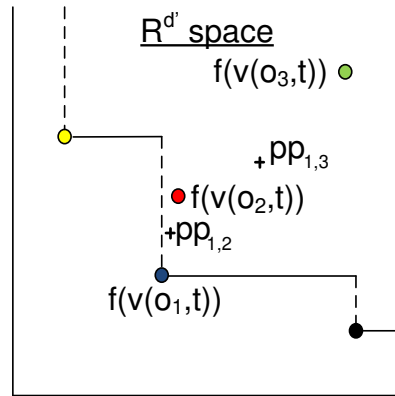 R^d' space
f(v(o₃,t))
pp₁,₃
f(v(o₂,t))
pp₁,₂
f(v(o₁,t))